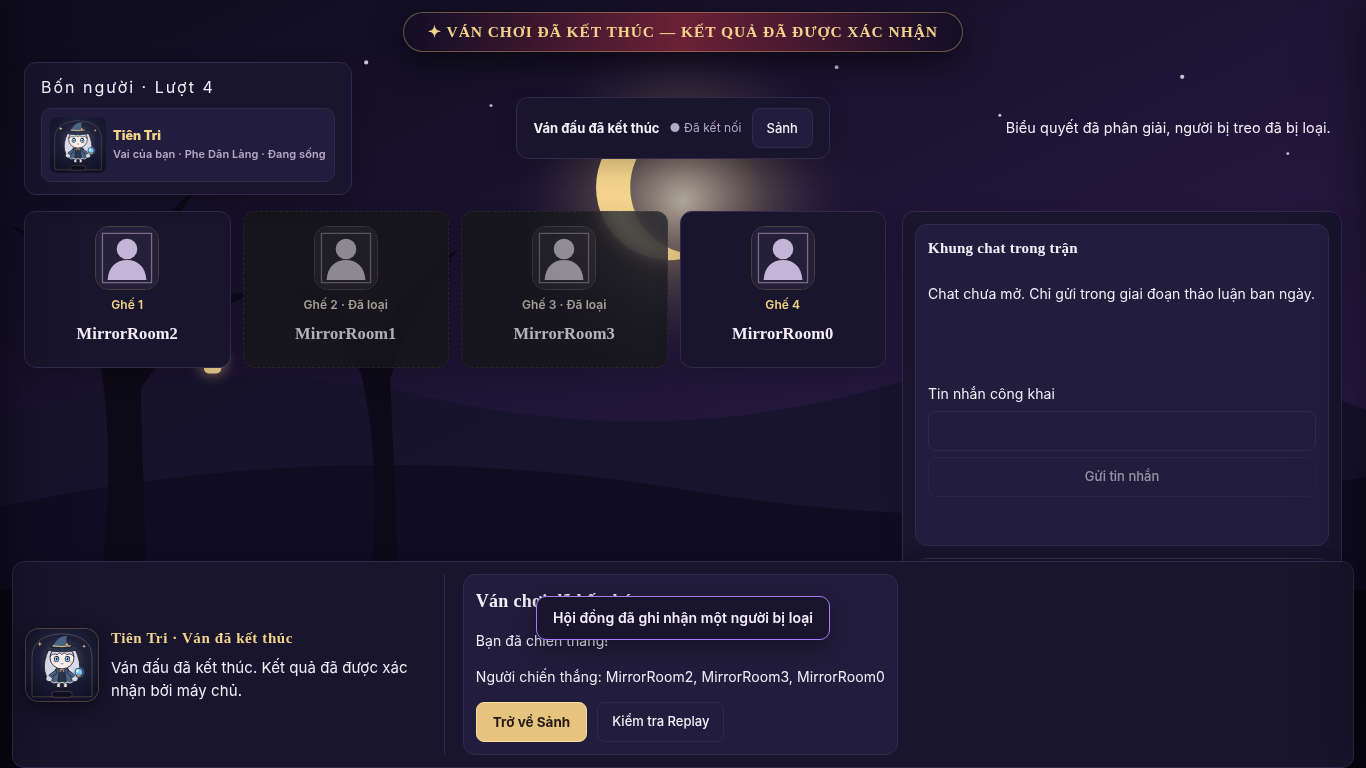 ✦ VÁN CHƠI ĐÃ KẾT THÚC — KẾT QUẢ ĐÃ ĐƯỢC XÁC NHẬN
Bốn người · Lượt 4
Tiên Tri
Vai của bạn · Phe Dân Làng · Đang sống
Ván đấu đã kết thúc
Đã kết nối
Sảnh
Biểu quyết đã phân giải, người bị treo đã bị loại.
Ghế 1
MirrorRoom2
Ghế 2 · Đã loại
MirrorRoom1
Ghế 3 · Đã loại
MirrorRoom3
Ghế 4
MirrorRoom0
Khung chat trong trận
Chat chưa mở. Chỉ gửi trong giai đoạn thảo luận ban ngày.
Tin nhắn công khai
Gửi tin nhắn
Tiên Tri · Ván đã kết thúc
Ván đấu đã kết thúc. Kết quả đã được xác
nhận bởi máy chủ.
Ván
Hội đồng đã ghi nhận một người bị loại
Bạn đã chiến thắng!
Người chiến thắng: MirrorRoom2, MirrorRoom3, MirrorRoom0
Trở về Sảnh
Kiểm tra Replay